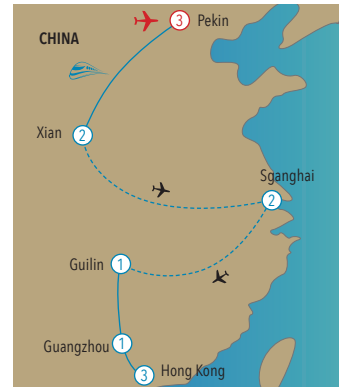 3 Pekin
CHINA
Xian 2
Sganghai
2
Guilin 1
Guangzhou 1
3 Hong Kong